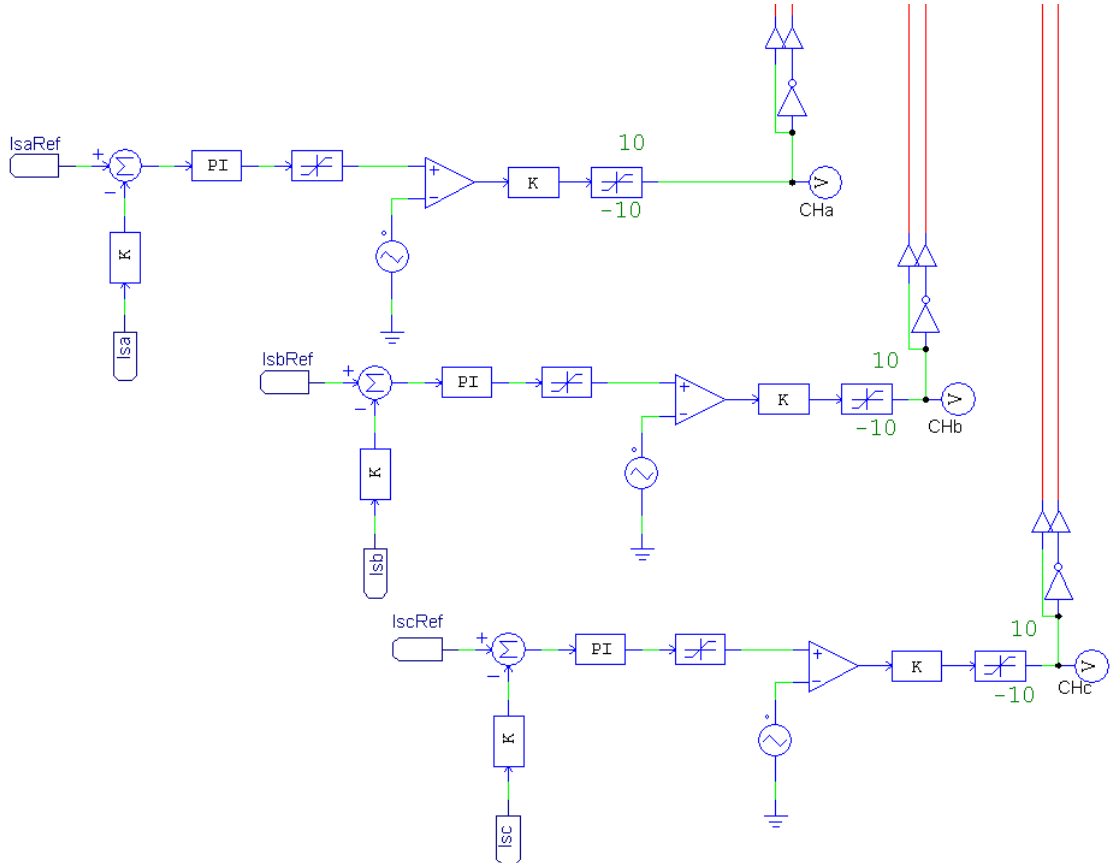 IsaRef
+
−
Σ
PI
+
−
K
10
-10
V
CHa
K
Isa
IsbRef
+
−
Σ
PI
+
−
K
10
-10
V
CHb
K
Isb
IscRef
+
−
Σ
PI
+
−
K
10
-10
V
CHc
K
Isc